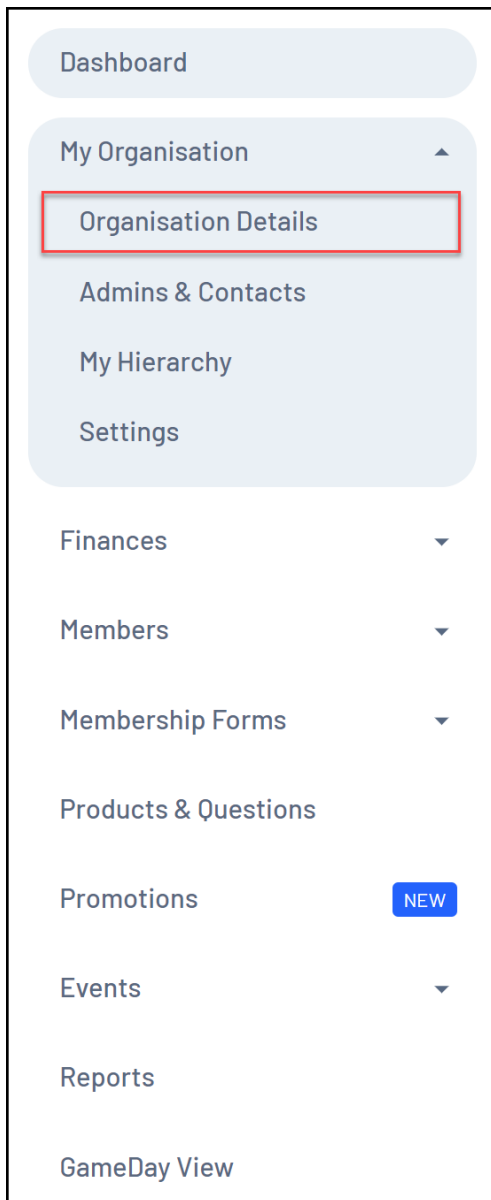 Dashboard
My Organisation
Organisation Details
Admins & Contacts
My Hierarchy
Settings
Finances
Members
Membership Forms
Products & Questions
Promotions NEW
Events
Reports
GameDay View